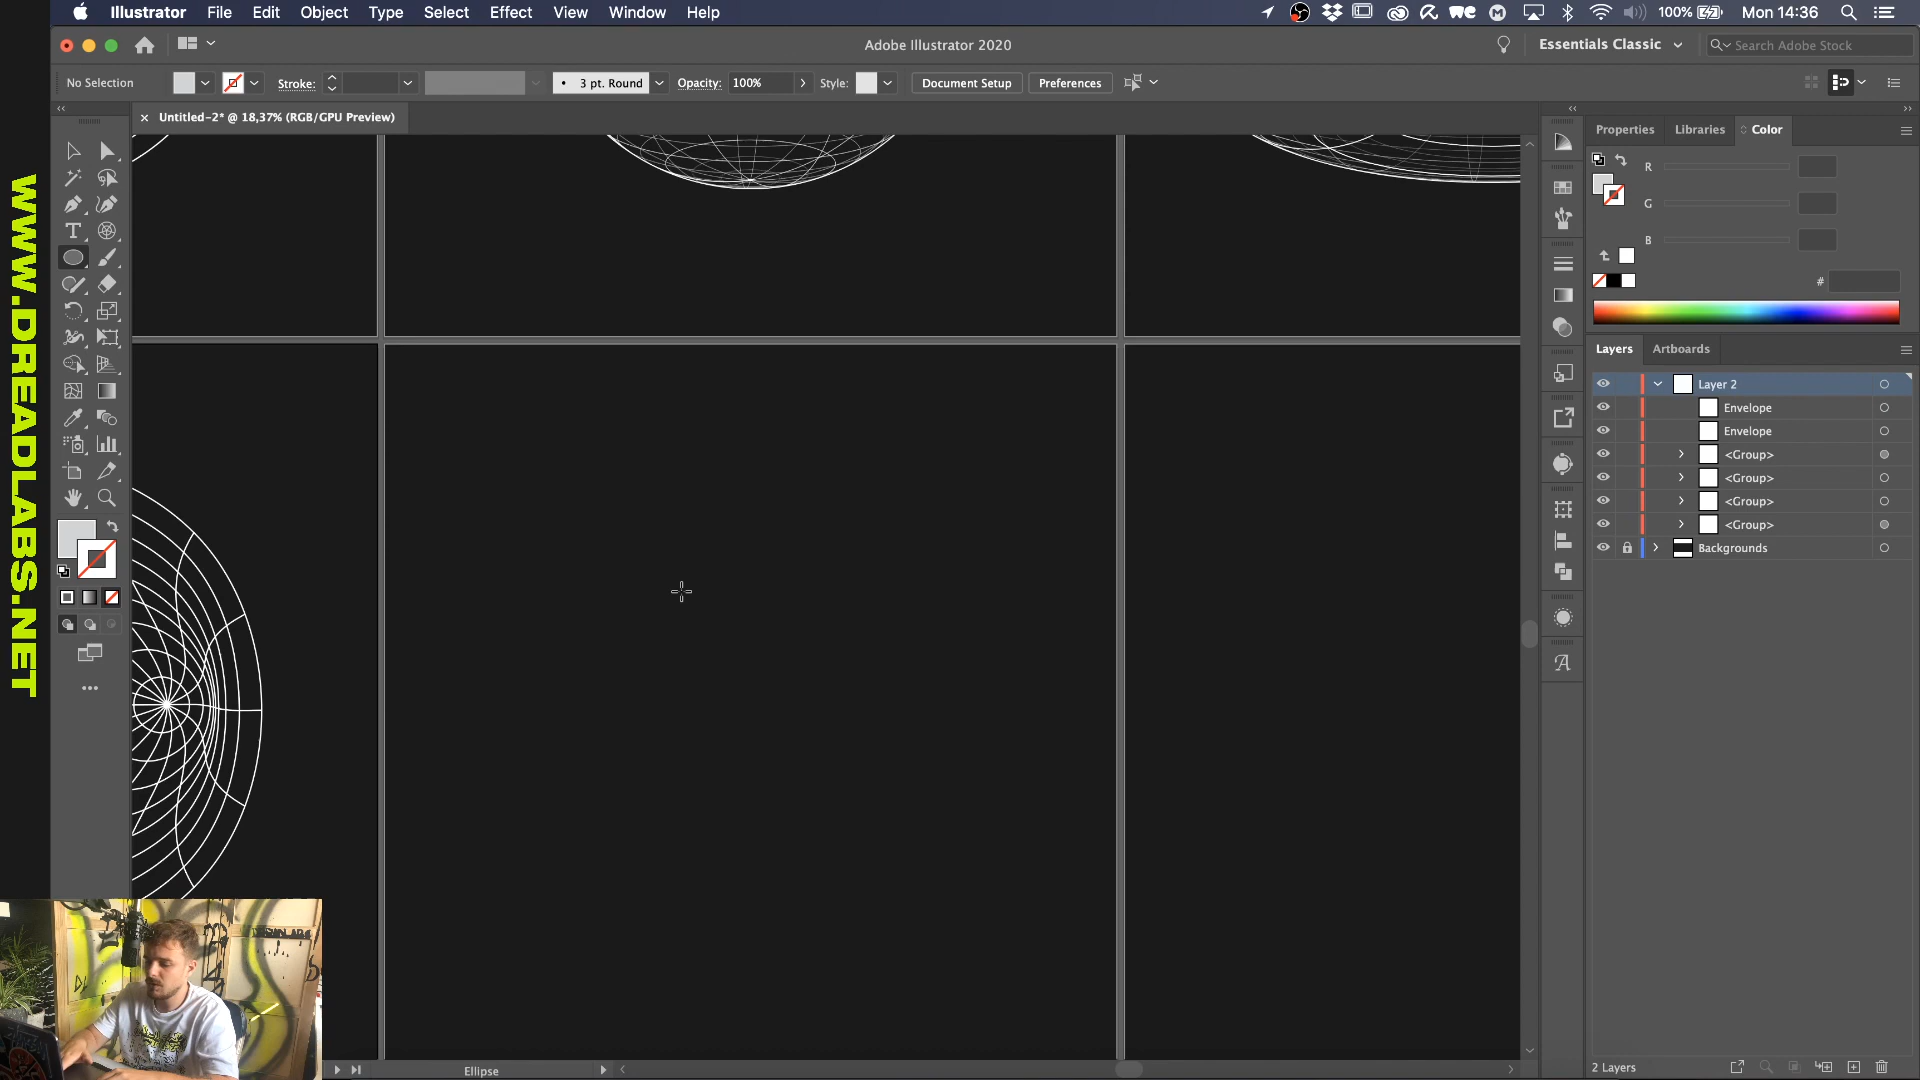 Illustrator File Edit Object Type Select Effect View Window Help
100% Mon 14:36
Adobe Illustrator 2020
Essentials Classic
Search Adobe Stock
No Selection
Stroke:
3 pt. Round
Opacity: 100%
Style:
Document Setup
Preferences
Untitled-2* @ 18,37% (RGB/GPU Preview)
Properties Libraries Color
R
G
B
#
Layers Artboards
Layer 2
Envelope
Envelope
<Group>
<Group>
<Group>
<Group>
Backgrounds
2 Layers
Ellipse
WWW.DREADLABS.NET